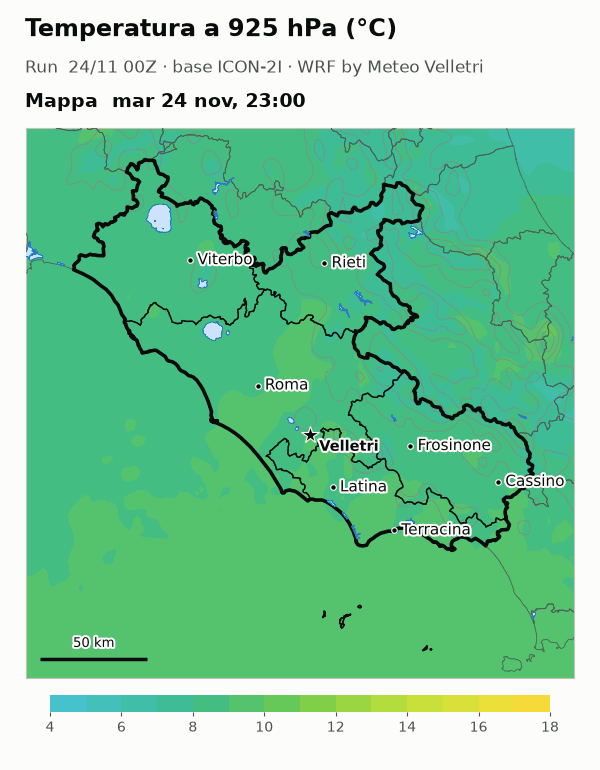 Temperatura a 925 hPa (°C)
Run  24/11 00Z · base ICON-2I · WRF by Meteo Velletri
Mappa  mar 24 nov, 23:00
Viterbo
Rieti
Roma
Velletri
Frosinone
Latina
Cassino
Terracina
50 km
4 6 8 10 12 14 16 18